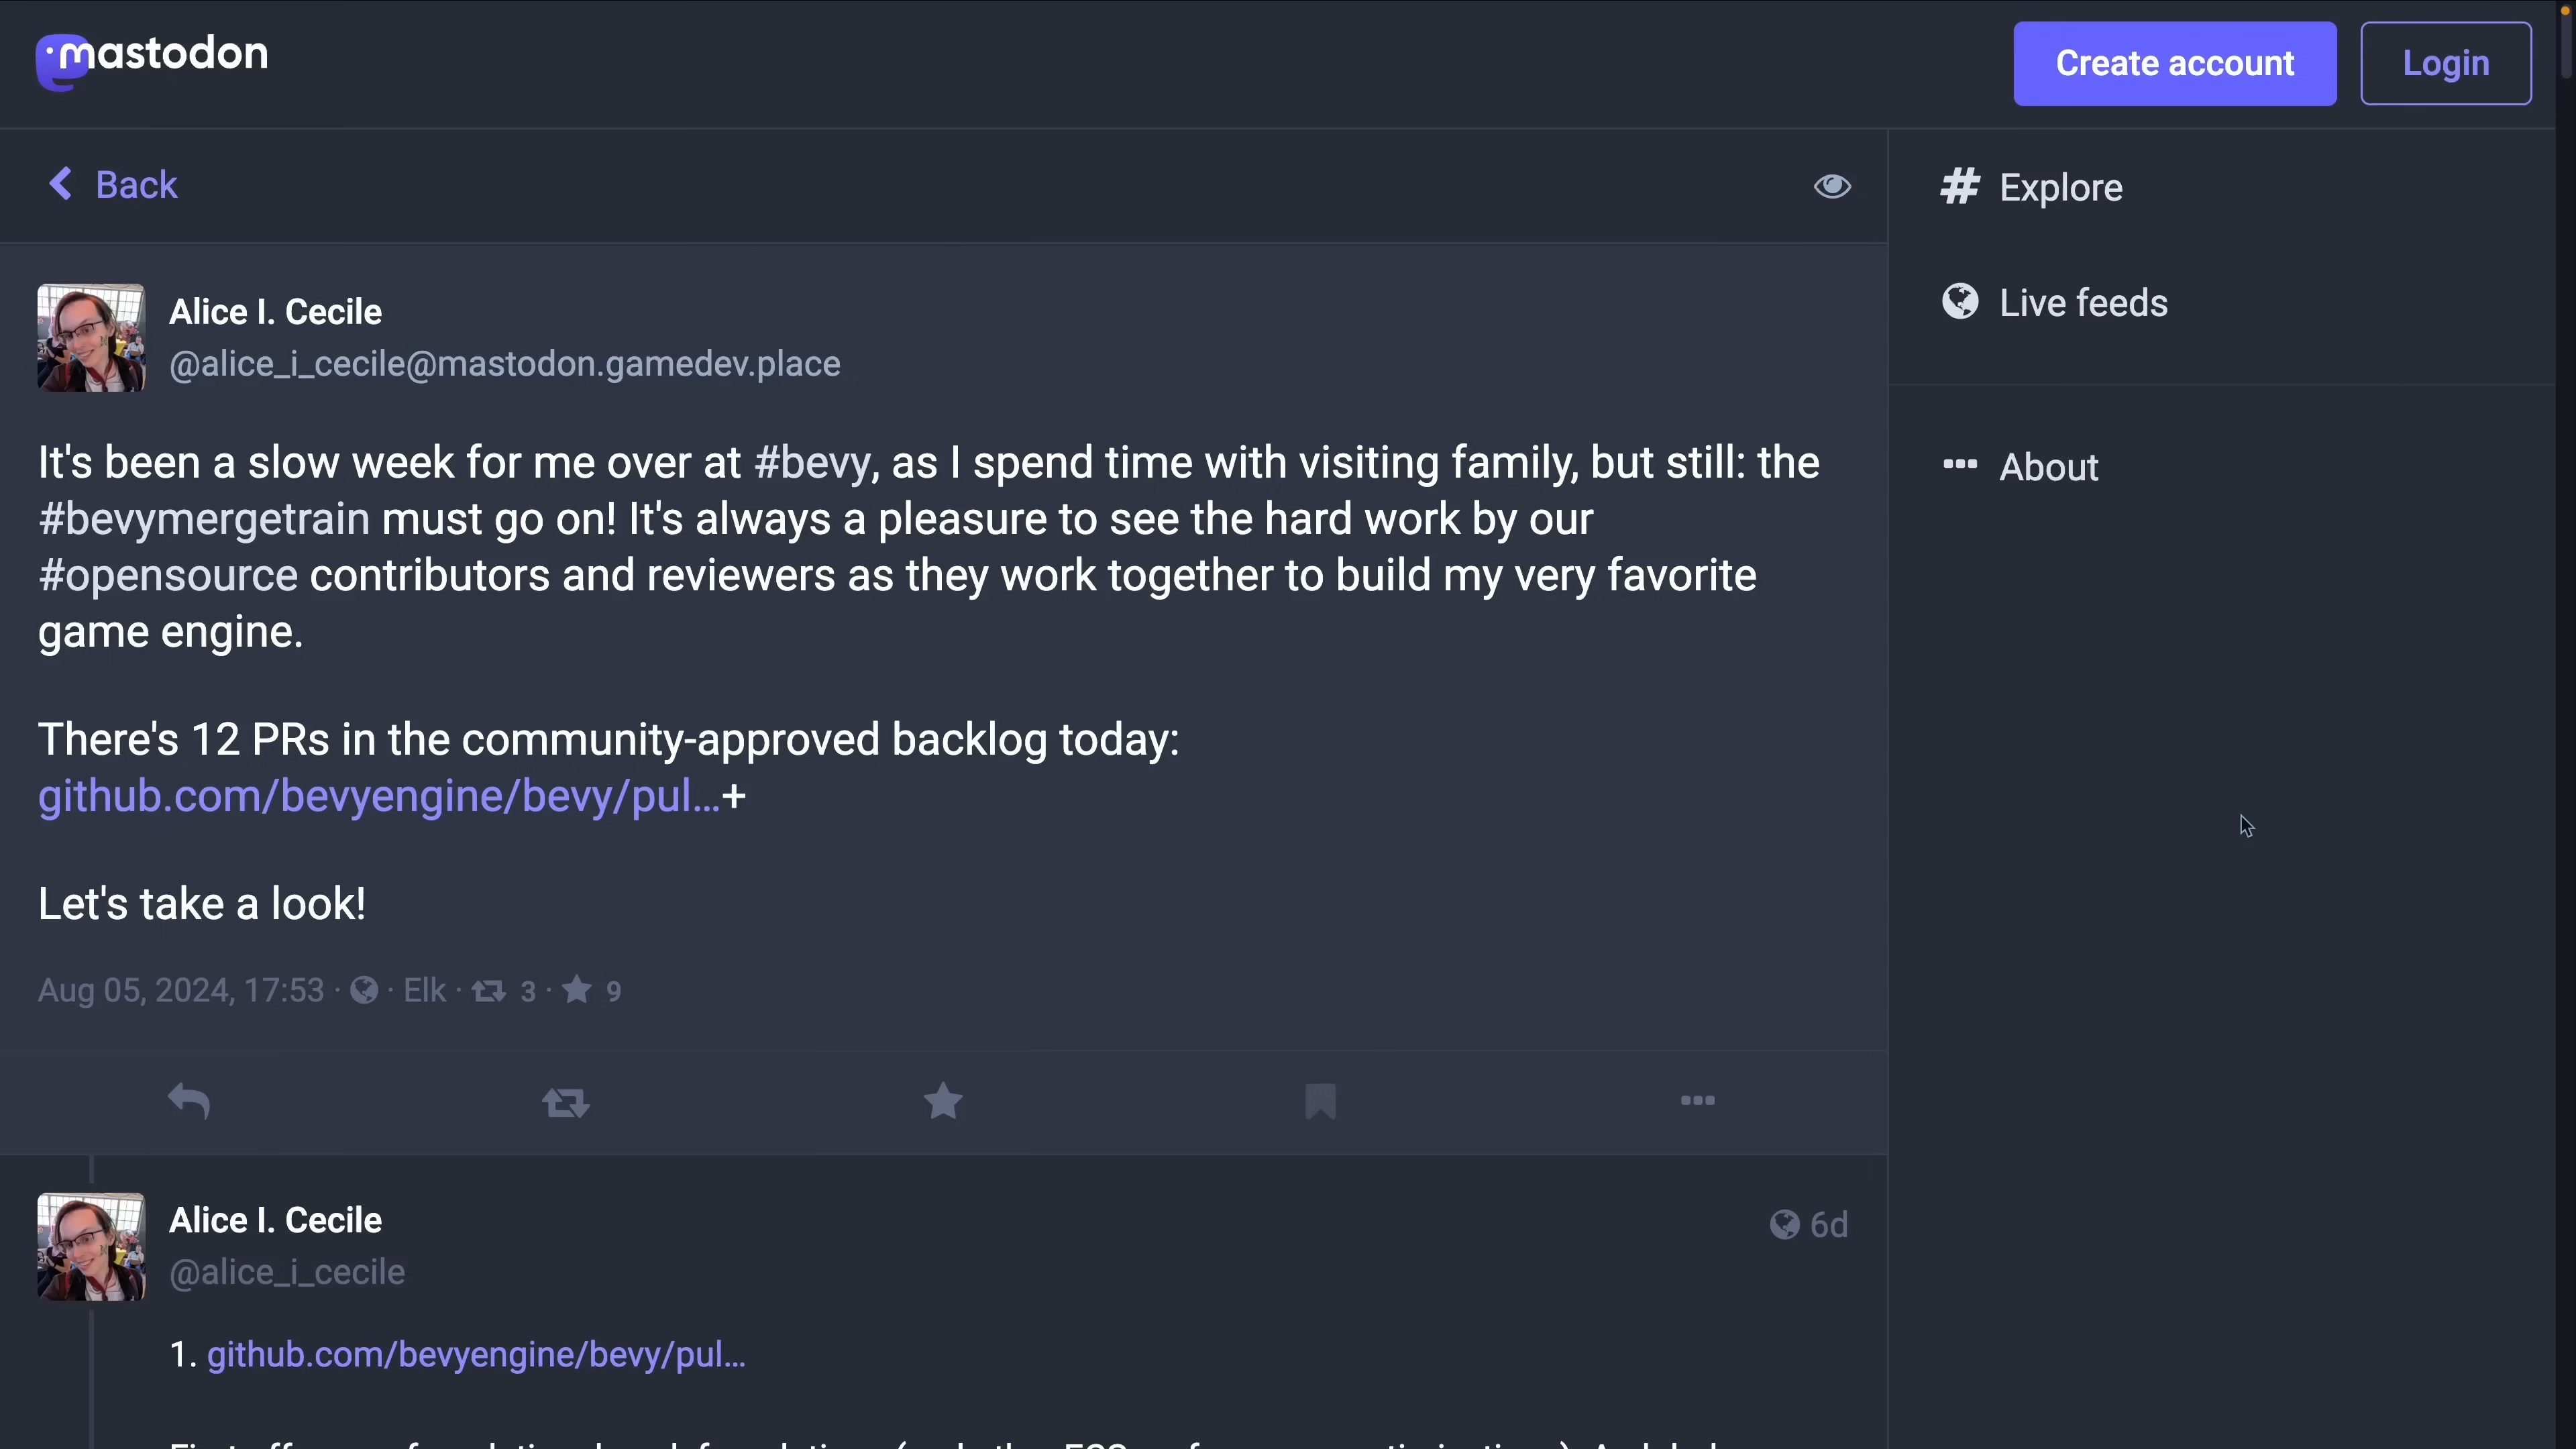 mastodon
Create account
Login
Back
Explore
Live feeds
About
Alice I. Cecile
@alice_i_cecile@mastodon.gamedev.place
It's been a slow week for me over at #bevy, as I spend time with visiting family, but still: the
#bevymergetrain must go on! It's always a pleasure to see the hard work by our
#opensource contributors and reviewers as they work together to build my very favorite
game engine.
There's 12 PRs in the community-approved backlog today:
github.com/bevyengine/bevy/pul...+
Let's take a look!
Aug 05, 2024, 17:53 · · Elk · 3 · 9
Alice I. Cecile
6d
@alice_i_cecile
1. github.com/bevyengine/bevy/pul...